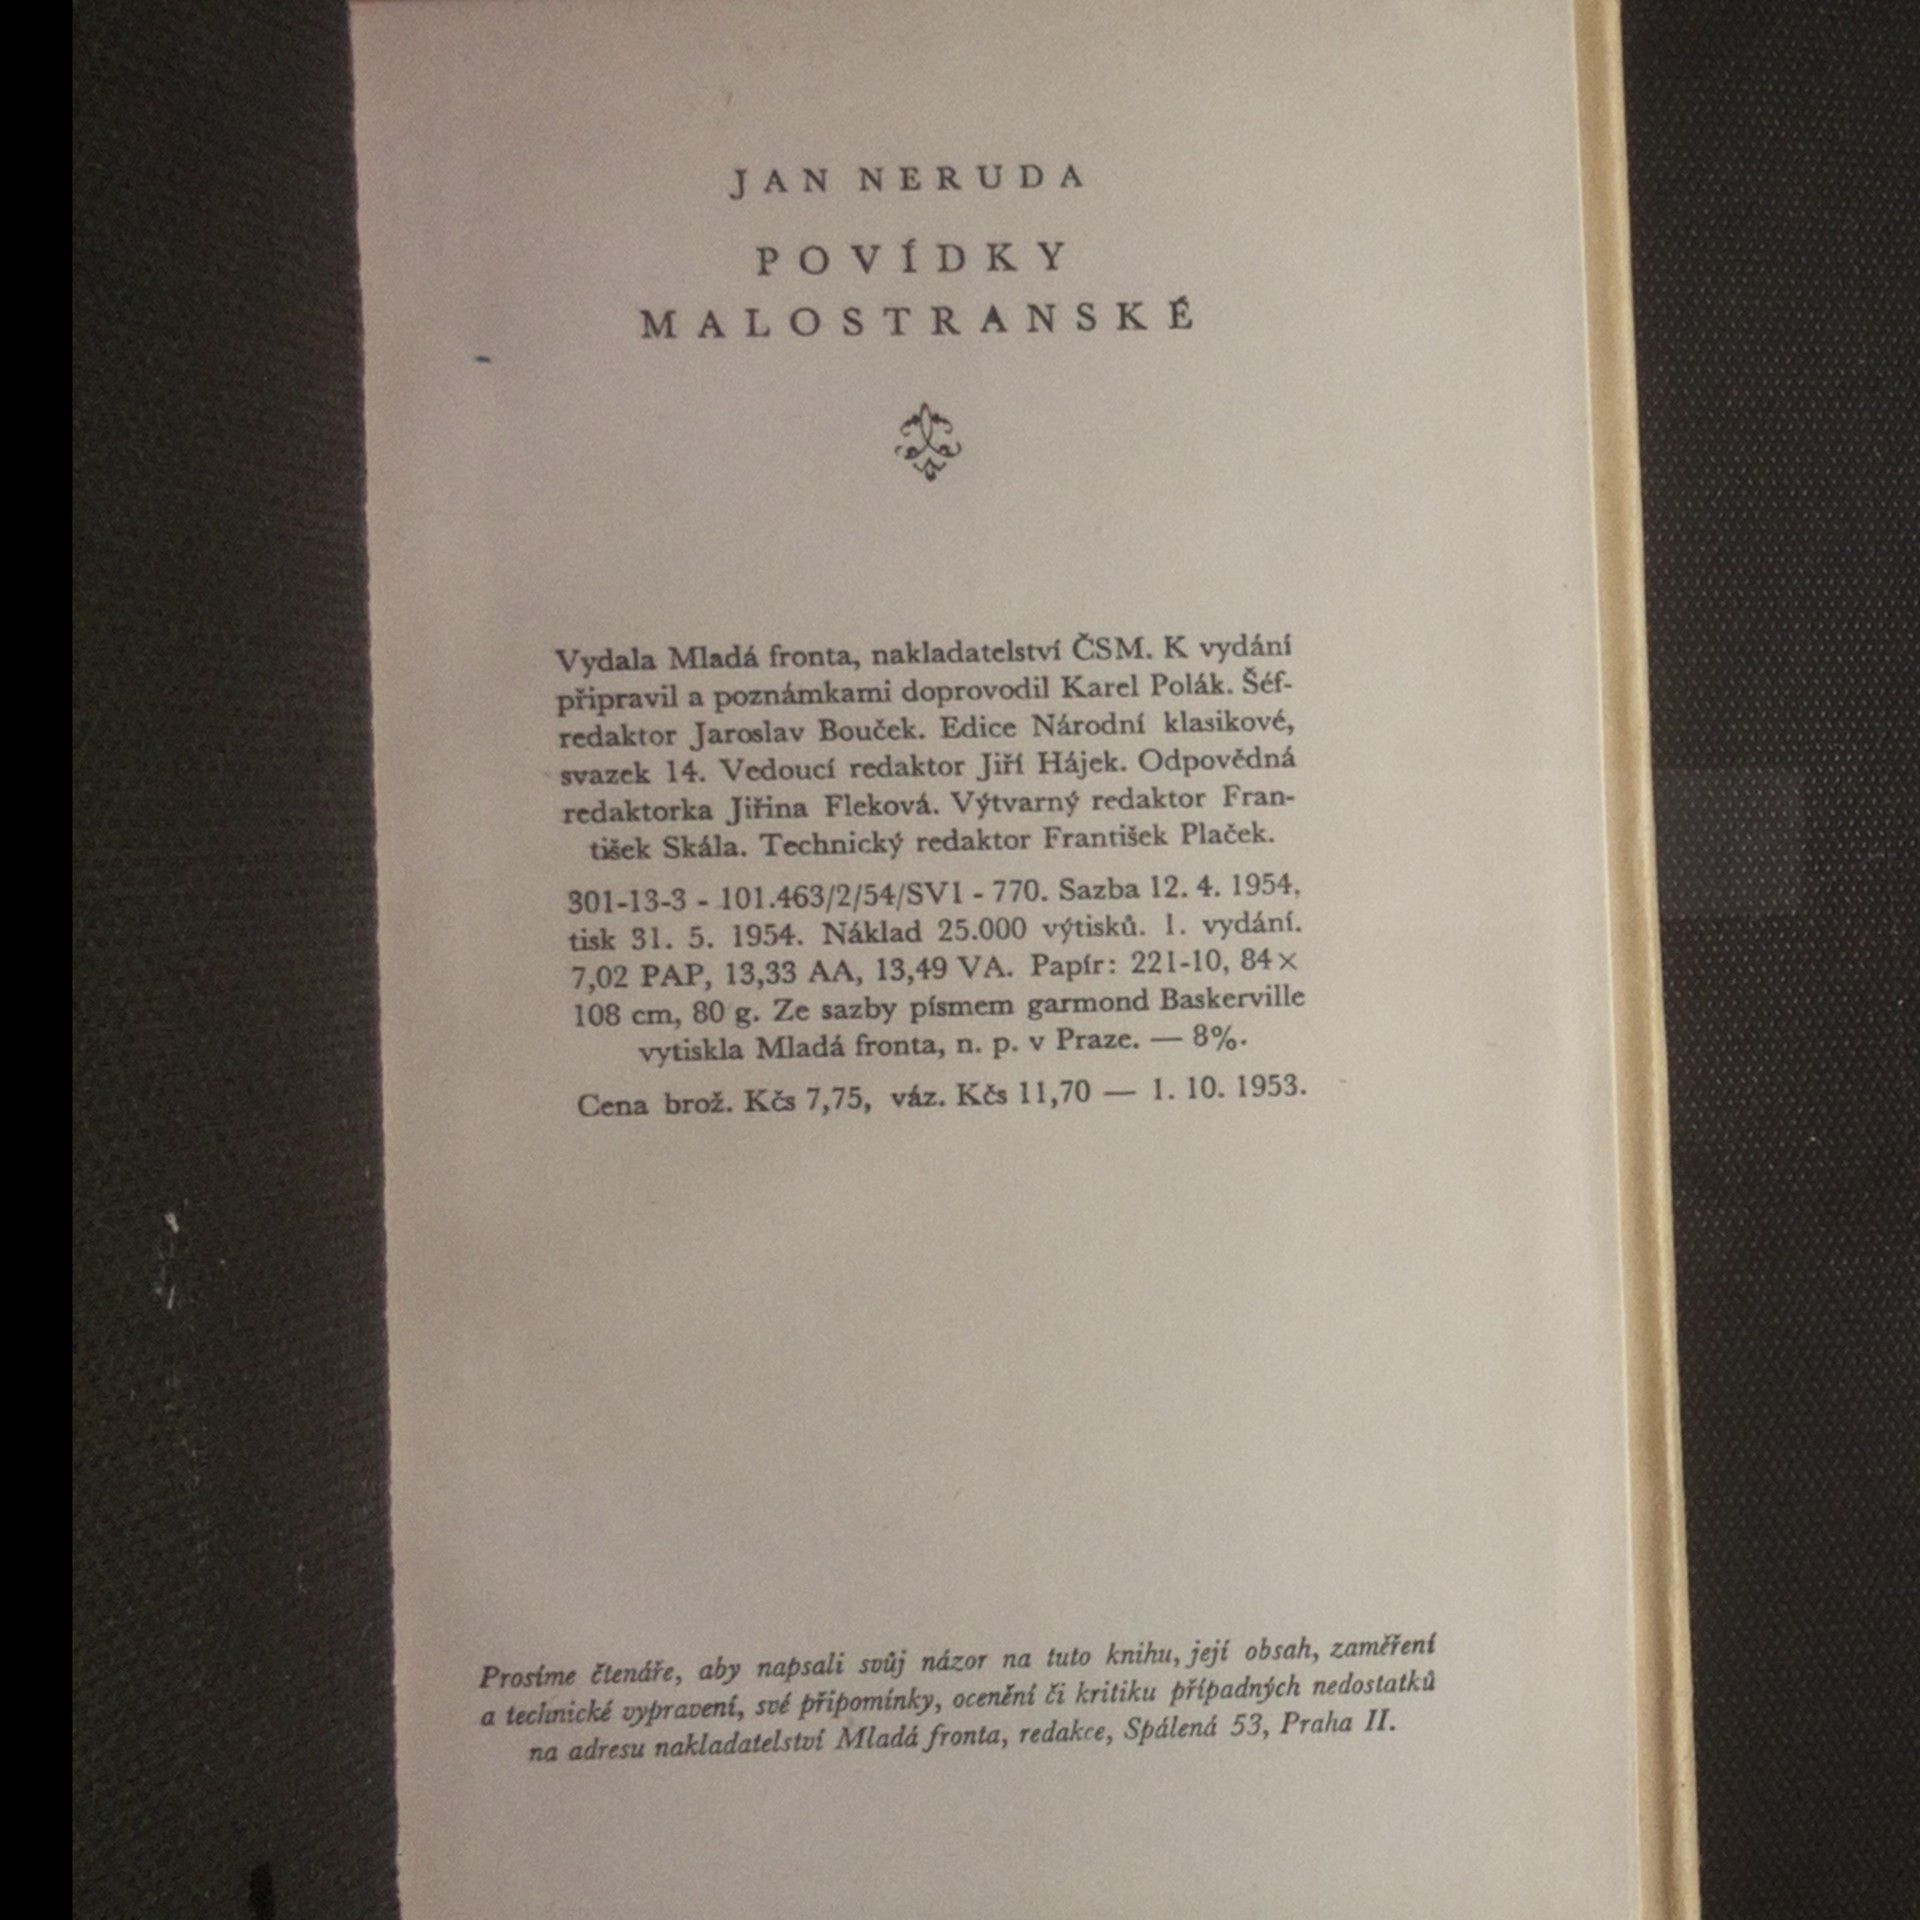 JAN NERUDA
POVÍDKY
MALOSTRANSKÉ
Vydala Mladá fronta, nakladatelství ČSM. K vydání
připravil a poznámkami doprovodil Karel Polák. Šéf-
redaktor Jaroslav Bouček. Edice Národní klasikové,
svazek 14. Vedoucí redaktor Jiří Hájek. Odpovědná
redaktorka Jiřina Fleková. Výtvarný redaktor Fran-
tišek Skála. Technický redaktor František Plaček.
301-13-3 - 101.463/2/54/SV1 - 770. Sazba 12. 4. 1954,
tisk 31. 5. 1954. Náklad 25.000 výtisků. 1. vydání.
7,02 PAP, 13,33 AA, 13,49 VA. Papír: 221-10, 84×
108 cm, 80 g. Ze sazby písmem garmond Baskerville
vytiskla Mladá fronta, n. p. v Praze. — 8%.
Cena brož. Kčs 7,75, váz. Kčs 11,70 — 1. 10. 1953.
Prosíme čtenáře, aby napsali svůj názor na tuto knihu, její obsah, zaměření
a technické vypravení, své připomínky, ocenění či kritiku případných nedostatků
na adresu nakladatelství Mladá fronta, redakce, Spálená 53, Praha II.